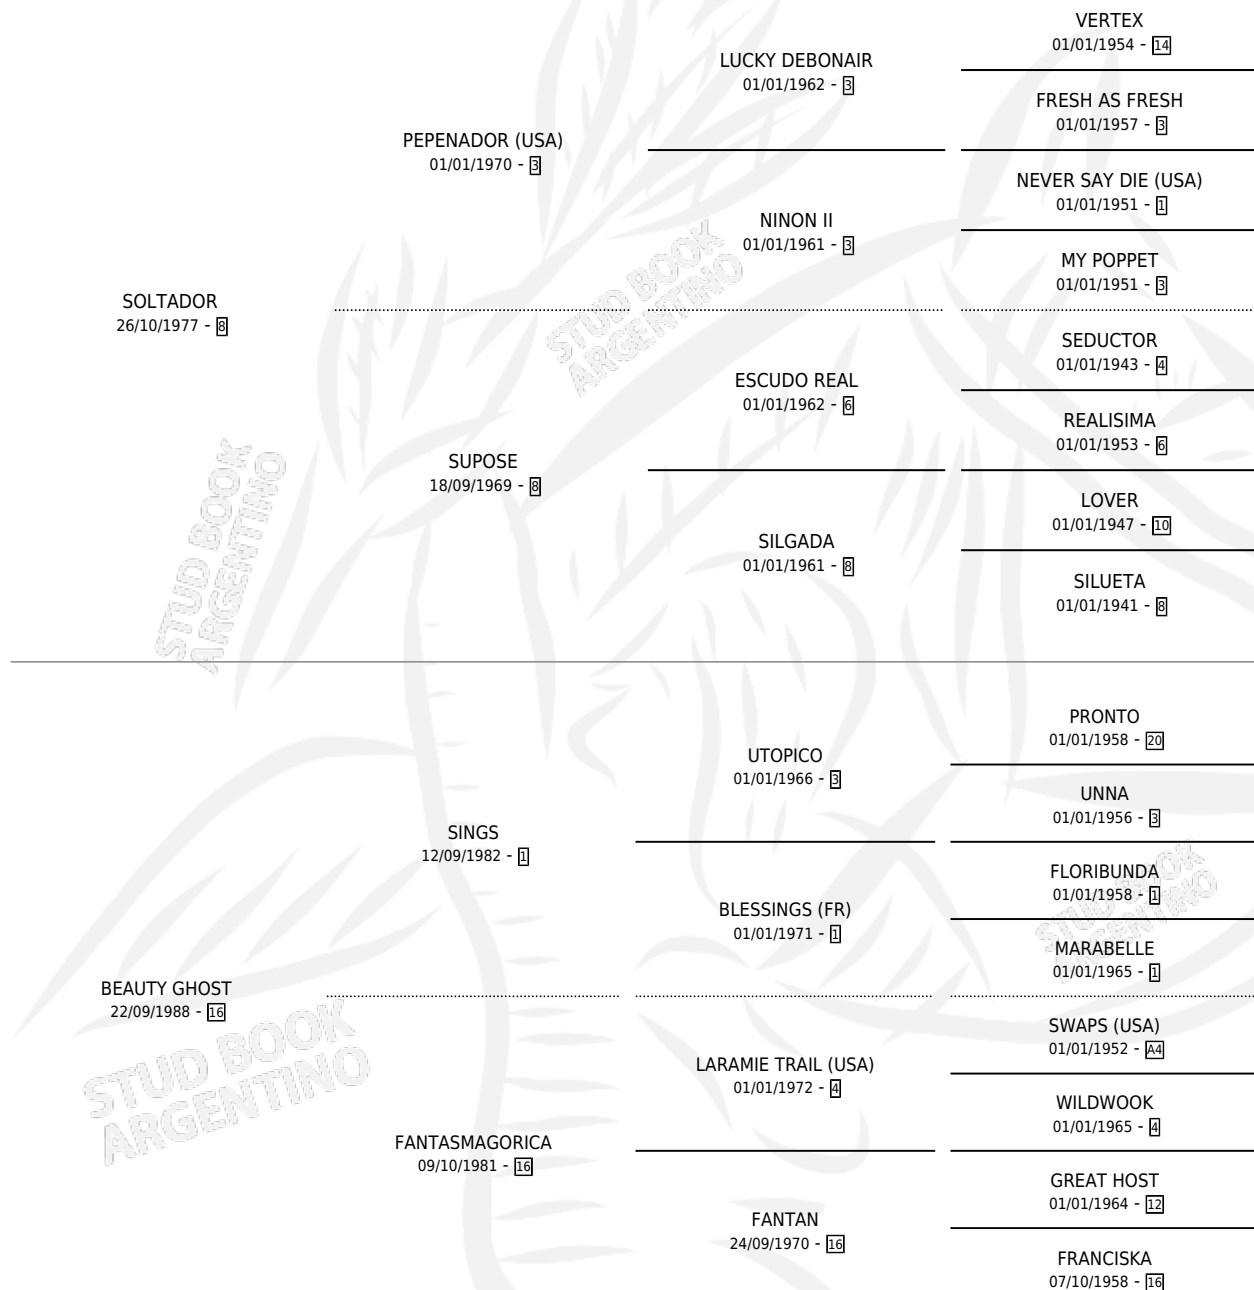 VERTEX
01/01/1954 - 14
LUCKY DEBONAIR
01/01/1962 - 3
FRESH AS FRESH
01/01/1957 - 3
PEPENADOR (USA)
01/01/1970 - 3
NEVER SAY DIE (USA)
01/01/1951 - 1
NINON II
01/01/1961 - 3
MY POPPET
01/01/1951 - 3
SOLTADOR
26/10/1977 - 8
STUD BOOK
ARGENTINO
SEDUCTOR
01/01/1943 - 4
ESCUDO REAL
01/01/1962 - 6
REALISIMA
01/01/1953 - 6
SUPOSE
18/09/1969 - 8
LOVER
01/01/1947 - 10
SILGADA
01/01/1961 - 8
SILUETA
01/01/1941 - 8
STUD BOOK
ARGENTINO
PRONTO
01/01/1958 - 20
UTOPICO
01/01/1966 - 3
UNNA
01/01/1956 - 3
SINGS
12/09/1982 - 1
FLORIBUNDA
01/01/1958 - 1
BLESSINGS (FR)
01/01/1971 - 1
STUD BOOK
ARGENTINO
MARABELLE
01/01/1965 - 1
BEAUTY GHOST
22/09/1988 - 16
STUD BOOK
ARGENTINO
SWAPS (USA)
01/01/1952 - A4
LARAMIE TRAIL (USA)
01/01/1972 - 4
WILDWOOK
01/01/1965 - 4
FANTASMAGORICA
09/10/1981 - 16
GREAT HOST
01/01/1964 - 12
FANTAN
24/09/1970 - 16
FRANCISKA
07/10/1958 - 16